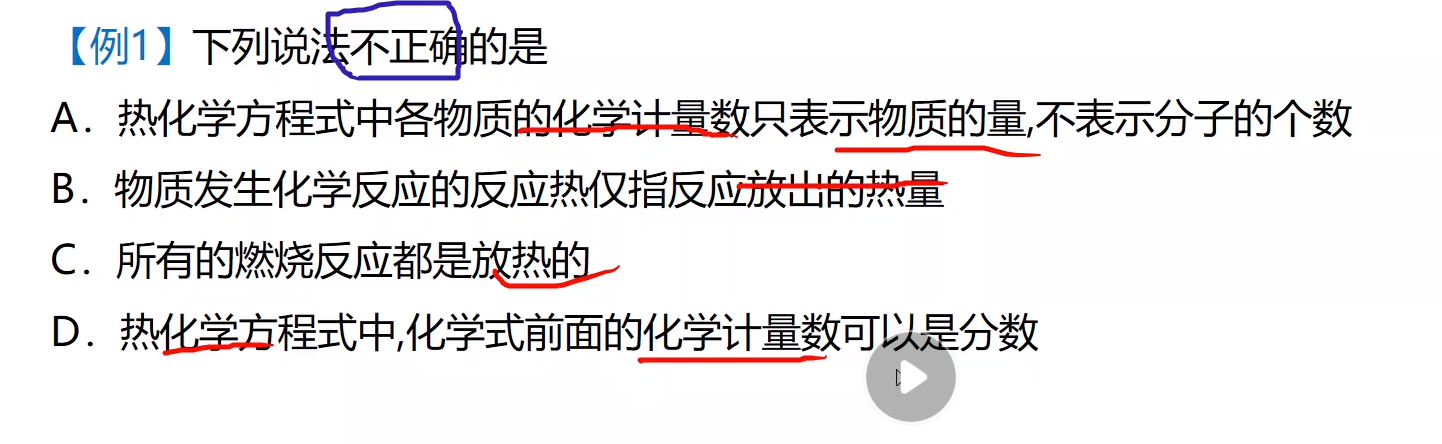 【例1】下列说法不正确的是
A．热化学方程式中各物质的化学计量数只表示物质的量,不表示分子的个数
B．物质发生化学反应的反应热仅指反应放出的热量
C．所有的燃烧反应都是放热的
D．热化学方程式中,化学式前面的化学计量数可以是分数